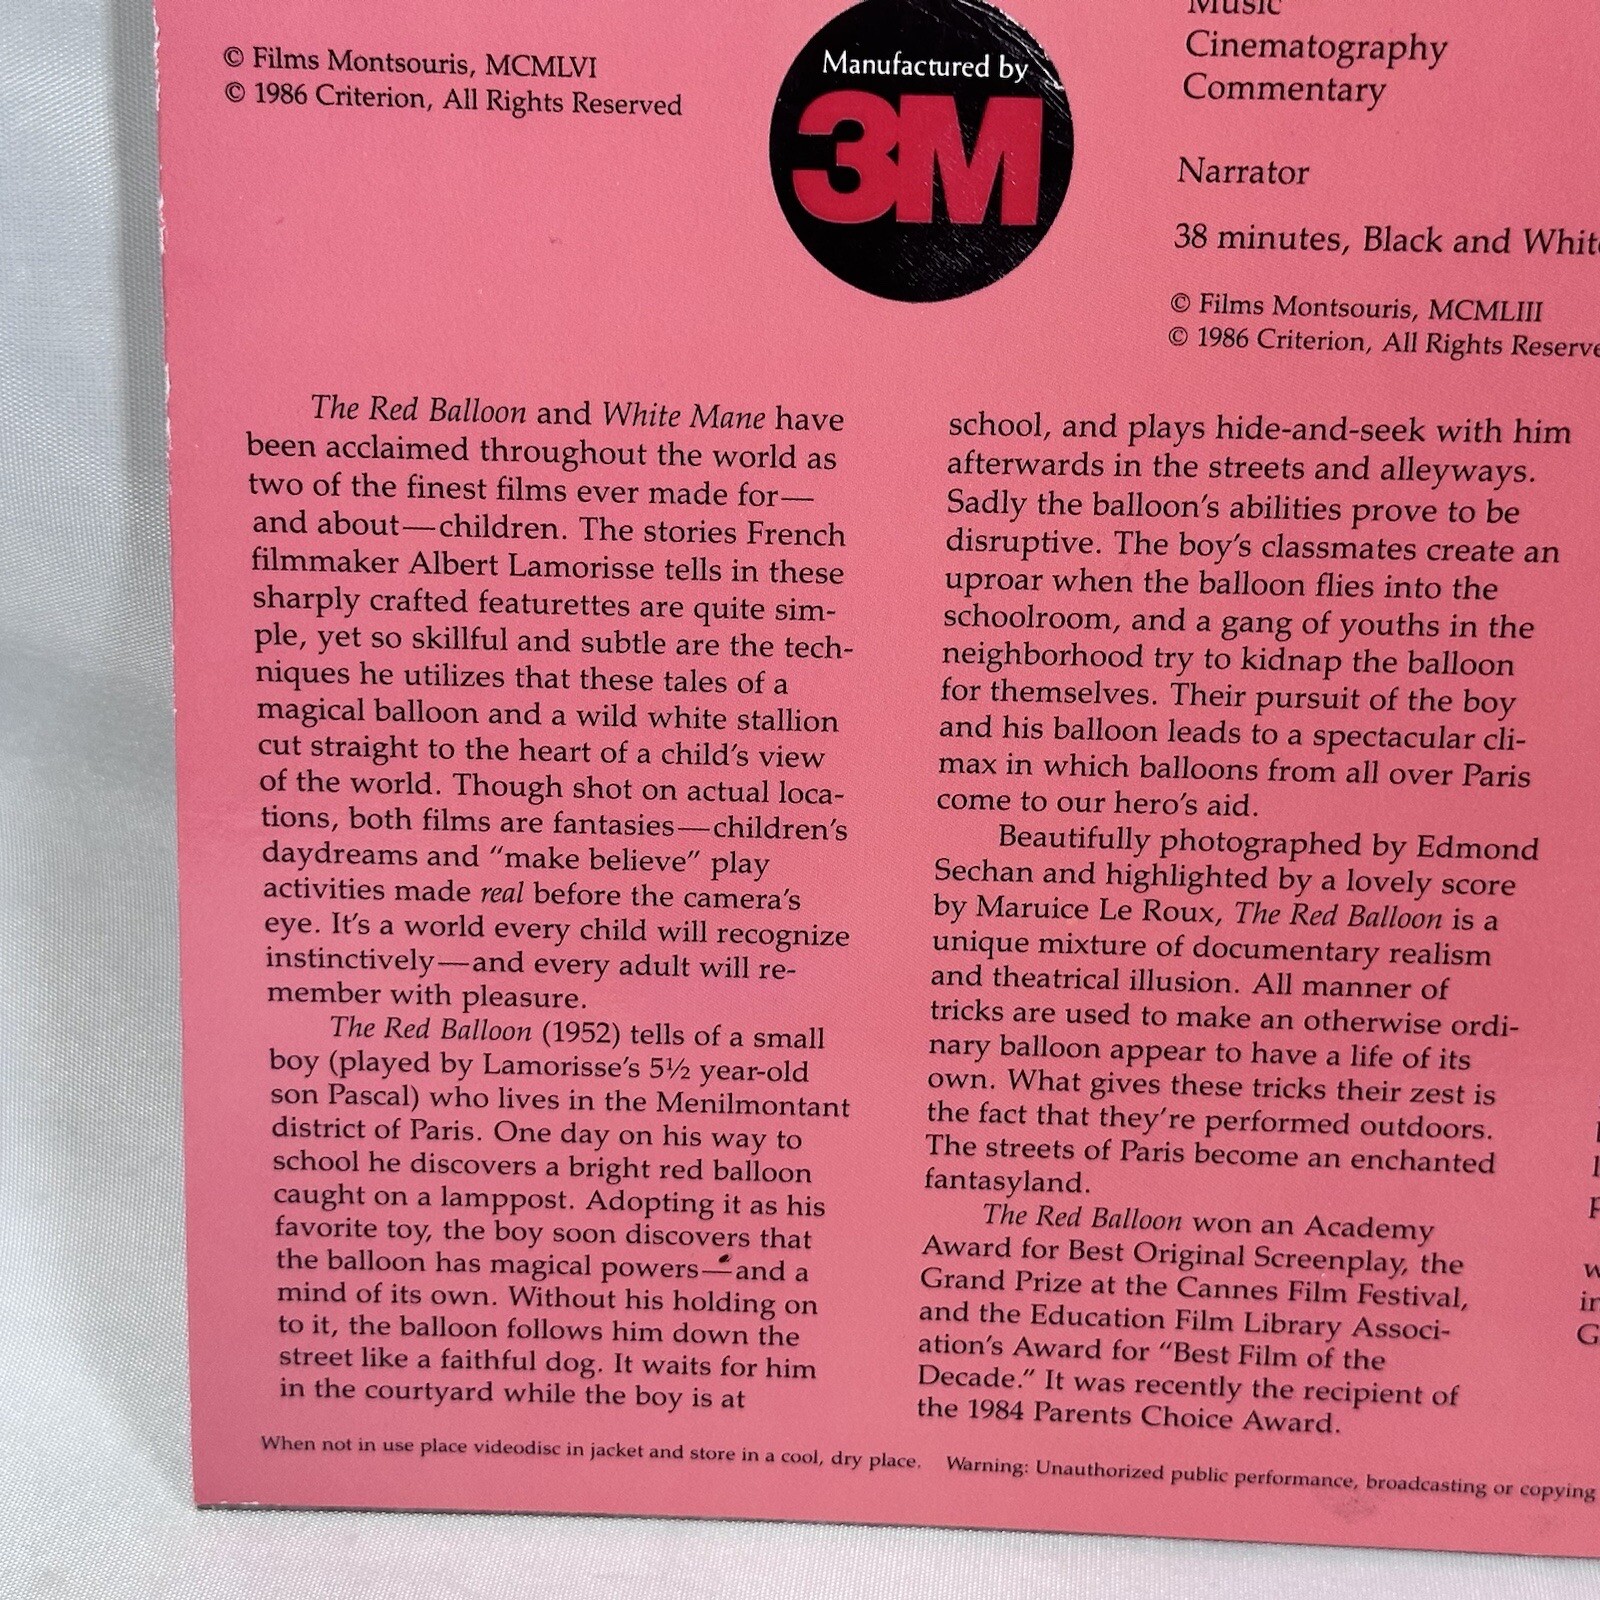 © Films Montsouris, MCMLVI
© 1986 Criterion, All Rights Reserved
Manufactured by
3M
Music
Cinematography
Commentary
Narrator
38 minutes, Black and White
© Films Montsouris, MCMLIII
© 1986 Criterion, All Rights Reserve
The Red Balloon and White Mane have
been acclaimed throughout the world as
two of the finest films ever made for—
and about—children. The stories French
filmmaker Albert Lamorisse tells in these
sharply crafted featurettes are quite sim-
ple, yet so skillful and subtle are the tech-
niques he utilizes that these tales of a
magical balloon and a wild white stallion
cut straight to the heart of a child's view
of the world. Though shot on actual loca-
tions, both films are fantasies—children's
daydreams and "make believe" play
activities made real before the camera's
eye. It's a world every child will recognize
instinctively—and every adult will re-
member with pleasure.
The Red Balloon (1952) tells of a small
boy (played by Lamorisse's 5½ year-old
son Pascal) who lives in the Menilmontant
district of Paris. One day on his way to
school he discovers a bright red balloon
caught on a lamppost. Adopting it as his
favorite toy, the boy soon discovers that
the balloon has magical powers—and a
mind of its own. Without his holding on
to it, the balloon follows him down the
street like a faithful dog. It waits for him
in the courtyard while the boy is at
school, and plays hide-and-seek with him
afterwards in the streets and alleyways.
Sadly the balloon's abilities prove to be
disruptive. The boy's classmates create an
uproar when the balloon flies into the
schoolroom, and a gang of youths in the
neighborhood try to kidnap the balloon
for themselves. Their pursuit of the boy
and his balloon leads to a spectacular cli-
max in which balloons from all over Paris
come to our hero's aid.
Beautifully photographed by Edmond
Sechan and highlighted by a lovely score
by Maruice Le Roux, The Red Balloon is a
unique mixture of documentary realism
and theatrical illusion. All manner of
tricks are used to make an otherwise ordi-
nary balloon appear to have a life of its
own. What gives these tricks their zest is
the fact that they're performed outdoors.
The streets of Paris become an enchanted
fantasyland.
The Red Balloon won an Academy
Award for Best Original Screenplay, the
Grand Prize at the Cannes Film Festival,
and the Education Film Library Associ-
ation's Award for "Best Film of the
Decade." It was recently the recipient of
the 1984 Parents Choice Award.
When not in use place videodisc in jacket and store in a cool, dry place. Warning: Unauthorized public performance, broadcasting or copying